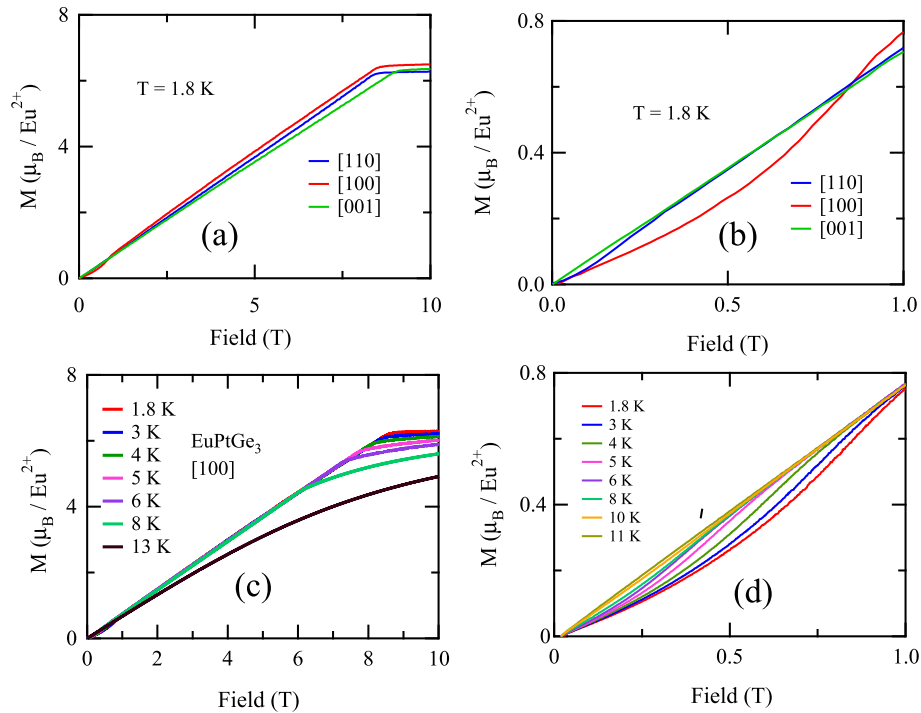 8
4
0
M (μB / Eu2+)
T = 1.8 K
[110]
[100]
[001]
(a)
0
5
10
Field (T)
0.8
0.4
0.0
M (μB / Eu2+)
T = 1.8 K
[110]
[100]
[001]
(b)
0.0
0.5
1.0
Field (T)
8
4
0
M (μB / Eu2+)
1.8 K
3 K
4 K
5 K
6 K
8 K
13 K
EuPtGe3
[100]
(c)
0
2
4
6
8
10
Field (T)
0.8
0.4
0
M (μB / Eu2+)
1.8 K
3 K
4 K
5 K
6 K
8 K
10 K
11 K
(d)
0
0.5
1.0
Field (T)